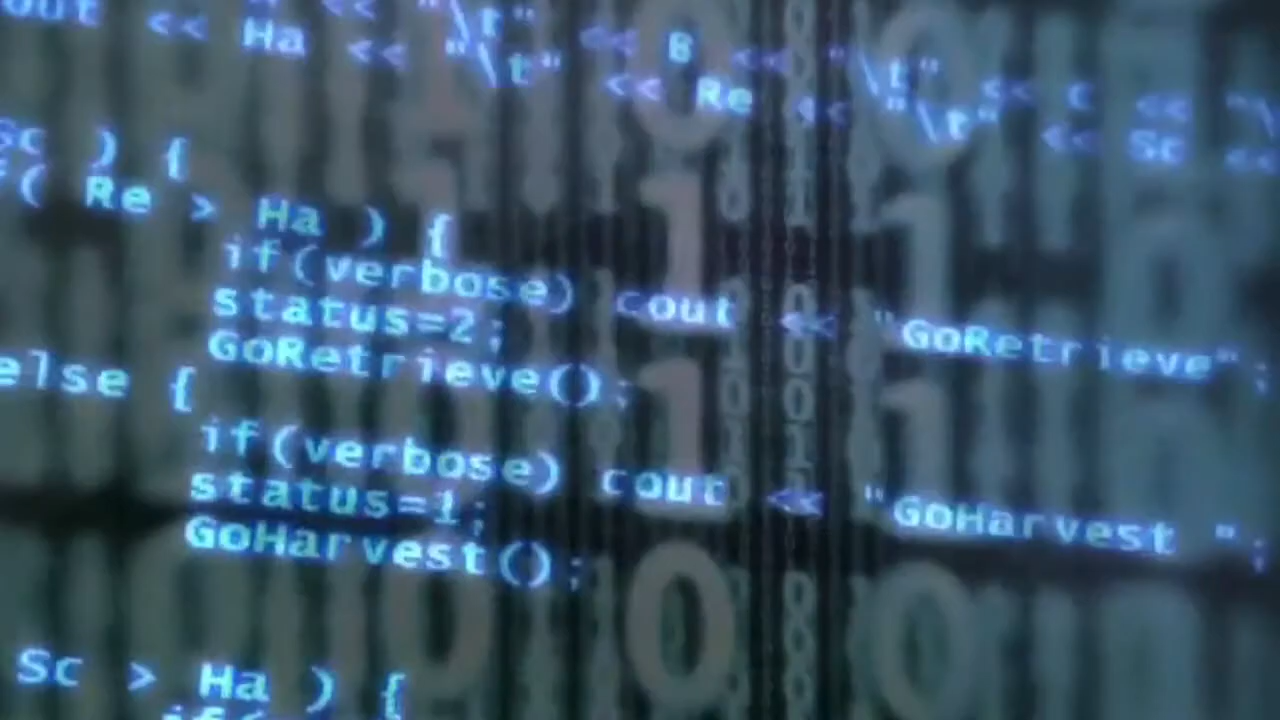 out << " << "\t" << B << "\t" << c << "\
<< Ha << "\t" << Re << "\t" << Sc <<
Sc ) {
( Re > Ha ) {
if(verbose) cout << "GoRetrieve";
status=2;
GoRetrieve();
else {
if(verbose) cout << "GoHarvest ";
status=1;
GoHarvest();
Sc > Ha ) {
if(